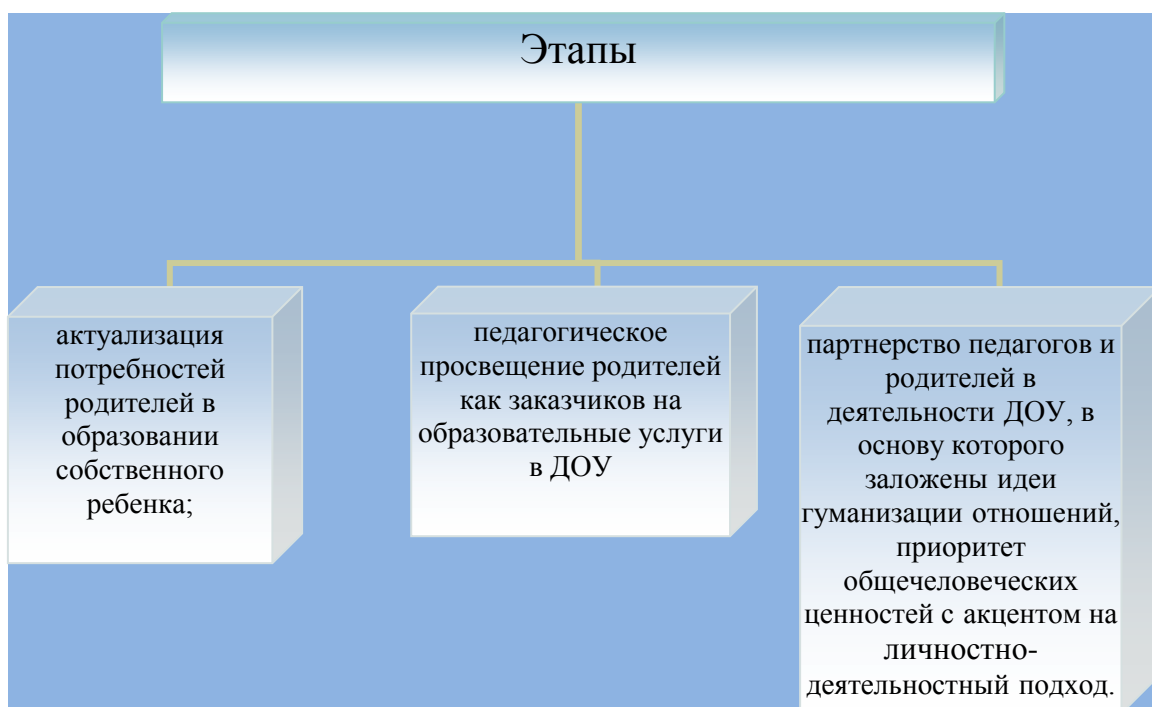 Этапы
актуализация
потребностей
родителей в
образовании
собственного
ребенка;
педагогическое
просвещение родителей
как заказчиков на
образовательные услуги
в ДОУ
партнерство педагогов и
родителей в
деятельности ДОУ, в
основу которого
заложены идеи
гуманизации отношений,
приоритет
общечеловеческих
ценностей с акцентом на
личностно-
деятельностный подход.